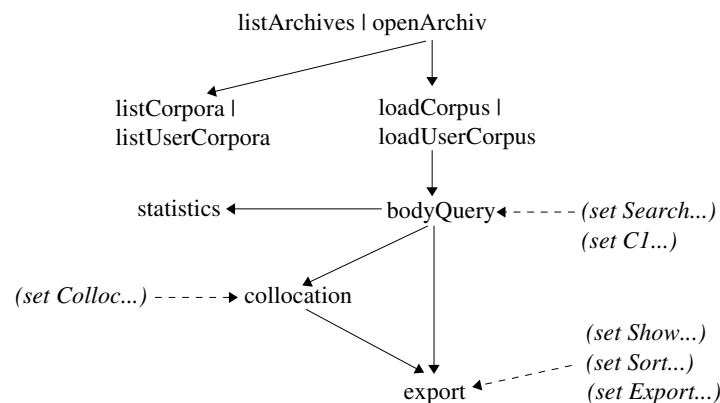 listArchives | openArchiv
listCorpora |
listUserCorpora
loadCorpus |
loadUserCorpus
statistics
bodyQuery
(set Search...)
(set C1...)
(set Colloc...)
collocation
(set Show...)
(set Sort...)
(set Export...)
export